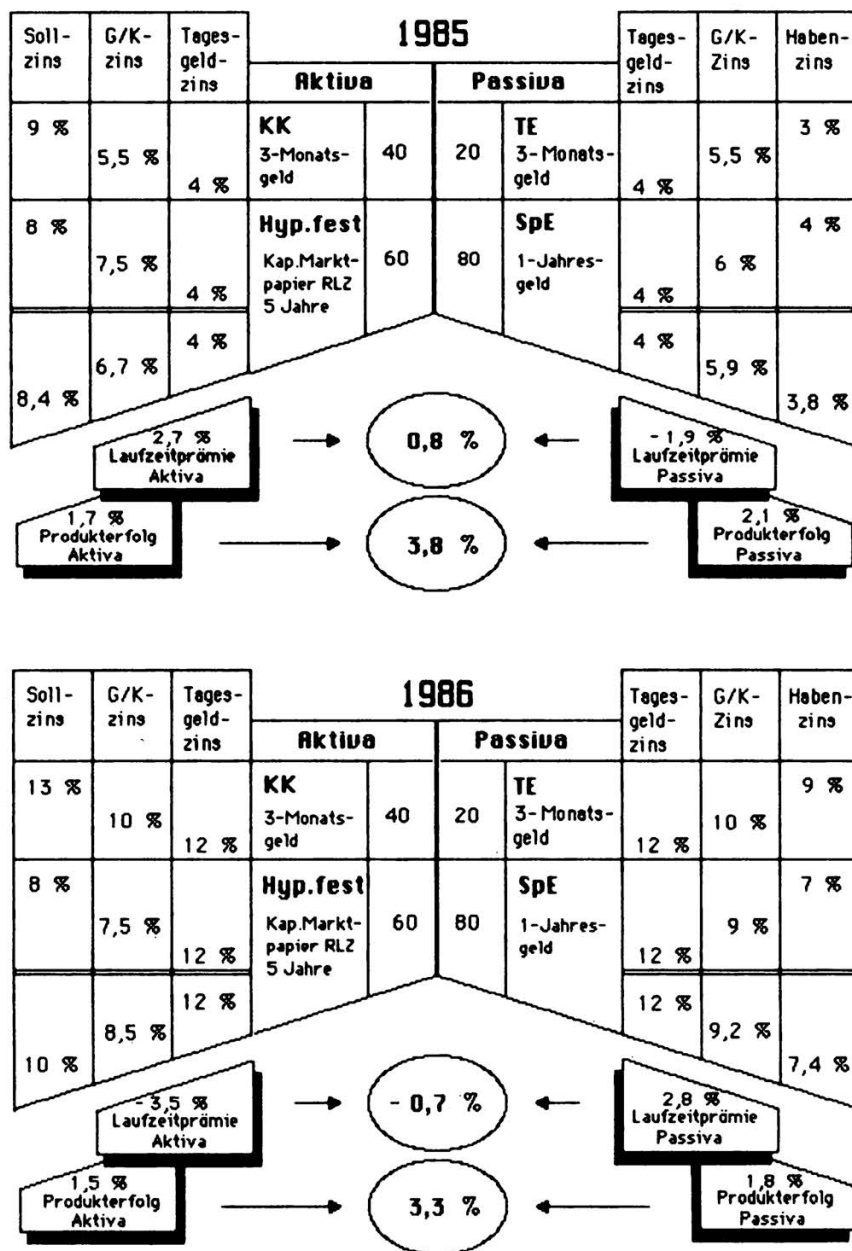 1985
Soll-
zins
G/K-
zins
Tages-
geld-
zins
Aktiva
Passiva
Tages-
geld-
zins
G/K-
Zins
Haben-
zins
9 %
5,5 %
4 %
KK
3-Monats-
geld
40
20
TE
3-Monats-
geld
4 %
5,5 %
3 %
8 %
7,5 %
4 %
Hyp.fest
Kap.Markt-
papier RLZ
5 Jahre
60
80
SpE
1-Jahres-
geld
4 %
6 %
4 %
8,4 %
6,7 %
4 %
4 %
5,9 %
3,8 %
2,7 %
Laufzeitprämie
Aktiva
0,8 %
- 1,9 %
Laufzeitprämie
Passiva
1,7 %
Produkterfolg
Aktiva
3,8 %
2,1 %
Produkterfolg
Passiva
1986
Soll-
zins
G/K-
zins
Tages-
geld-
zins
Aktiva
Passiva
Tages-
geld-
zins
G/K-
Zins
Haben-
zins
13 %
10 %
12 %
KK
3-Monats-
geld
40
20
TE
3-Monats-
geld
12 %
10 %
9 %
8 %
7,5 %
12 %
Hyp.fest
Kap.Markt-
papier RLZ
5 Jahre
60
80
SpE
1-Jahres-
geld
12 %
9 %
7 %
10 %
8,5 %
12 %
12 %
9,2 %
7,4 %
- 3,5 %
Laufzeitprämie
Aktiva
- 0,7 %
2,8 %
Laufzeitprämie
Passiva
1,5 %
Produkterfolg
Aktiva
3,3 %
1,8 %
Produkterfolg
Passiva